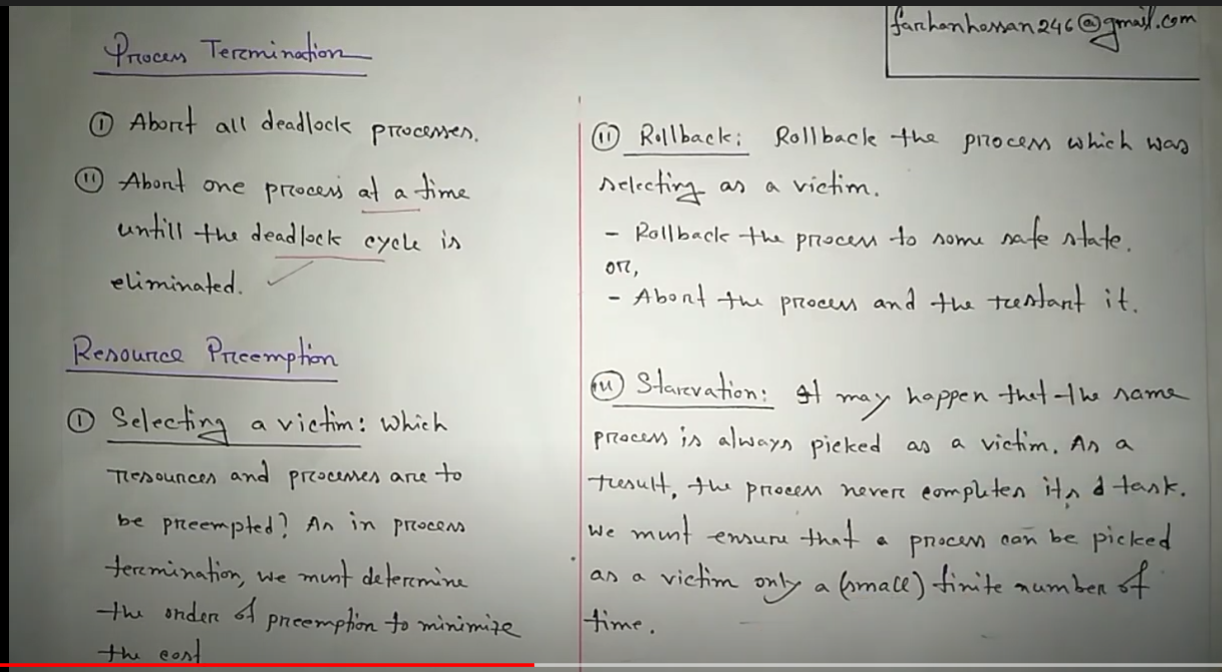 farhanhassan246@gmail.com
Process Termination
① Abort all deadlock processes.
⑪ Abort one process at a time
untill the deadlock cycle is
eliminated.
Resource Preemption
① Selecting a victim: which
resources and processes are to
be preempted? As in process
termination, we must determine
the order of preemption to minimize
the cost
⑪ Rollback: Rollback the process which was
selecting as a victim.
- Rollback the process to some safe state.
or,
- Abort the process and the restart it.
(iii) Starvation: It may happen that the same
process is always picked as a victim. As a
result, the process never completes its task.
we must ensure that a process can be picked
as a victim only a (small) finite number of
time.